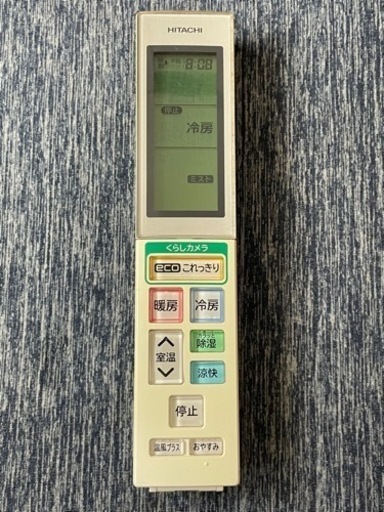 HITACHI
8:08
停止
冷房
ミスト
くらしカメラ
eco これっきり
暖房
冷房
室温
除湿
涼快
停止
温風プラス
おやすみ